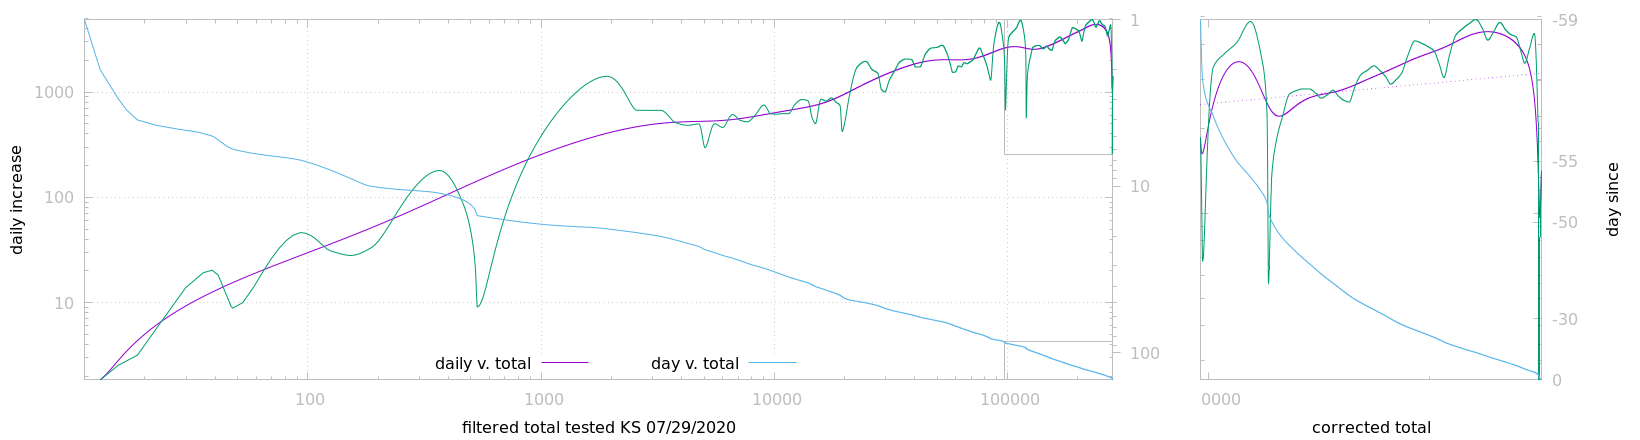 1000
100
10
daily increase
daily v. total
day v. total
100
1000
10000
100000
filtered total tested KS 07/29/2020
1
10
100
0000
corrected total
-59
-55
-50
-30
0
day since